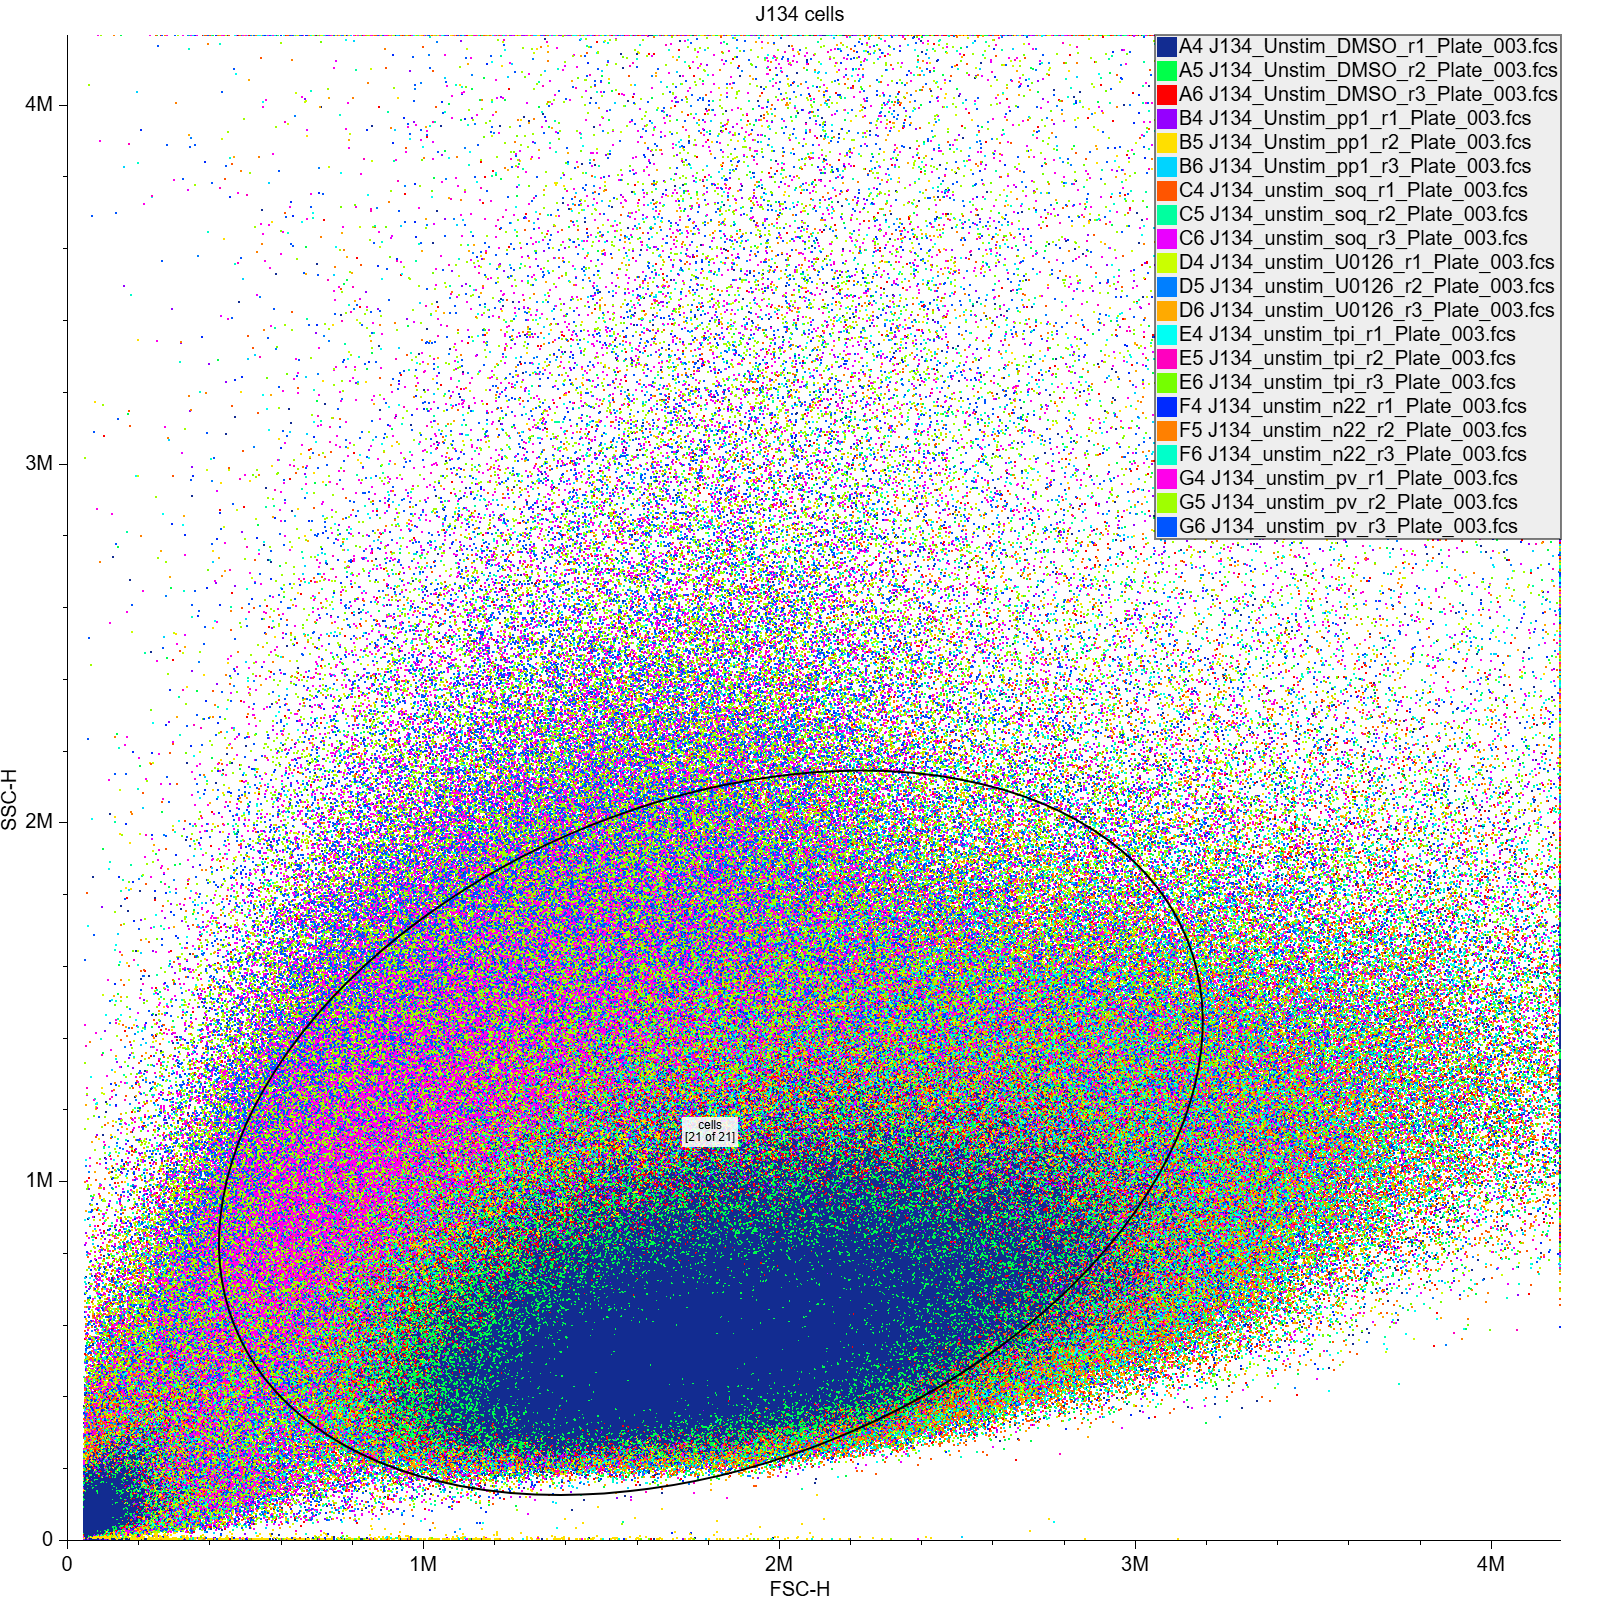 J134 cells
A4 J134_Unstim_DMSO_r1_Plate_003.fcs
A5 J134_Unstim_DMSO_r2_Plate_003.fcs
A6 J134_Unstim_DMSO_r3_Plate_003.fcs
B4 J134_Unstim_pp1_r1_Plate_003.fcs
B5 J134_Unstim_pp1_r2_Plate_003.fcs
B6 J134_Unstim_pp1_r3_Plate_003.fcs
C4 J134_unstim_soq_r1_Plate_003.fcs
C5 J134_unstim_soq_r2_Plate_003.fcs
C6 J134_unstim_soq_r3_Plate_003.fcs
D4 J134_unstim_U0126_r1_Plate_003.fcs
D5 J134_unstim_U0126_r2_Plate_003.fcs
D6 J134_unstim_U0126_r3_Plate_003.fcs
E4 J134_unstim_tpi_r1_Plate_003.fcs
E5 J134_unstim_tpi_r2_Plate_003.fcs
E6 J134_unstim_tpi_r3_Plate_003.fcs
F4 J134_unstim_n22_r1_Plate_003.fcs
F5 J134_unstim_n22_r2_Plate_003.fcs
F6 J134_unstim_n22_r3_Plate_003.fcs
G4 J134_unstim_pv_r1_Plate_003.fcs
G5 J134_unstim_pv_r2_Plate_003.fcs
G6 J134_unstim_pv_r3_Plate_003.fcs
4M
3M
2M
1M
0
SSC-H
cells
[21 of 21]
0
1M
2M
3M
4M
FSC-H